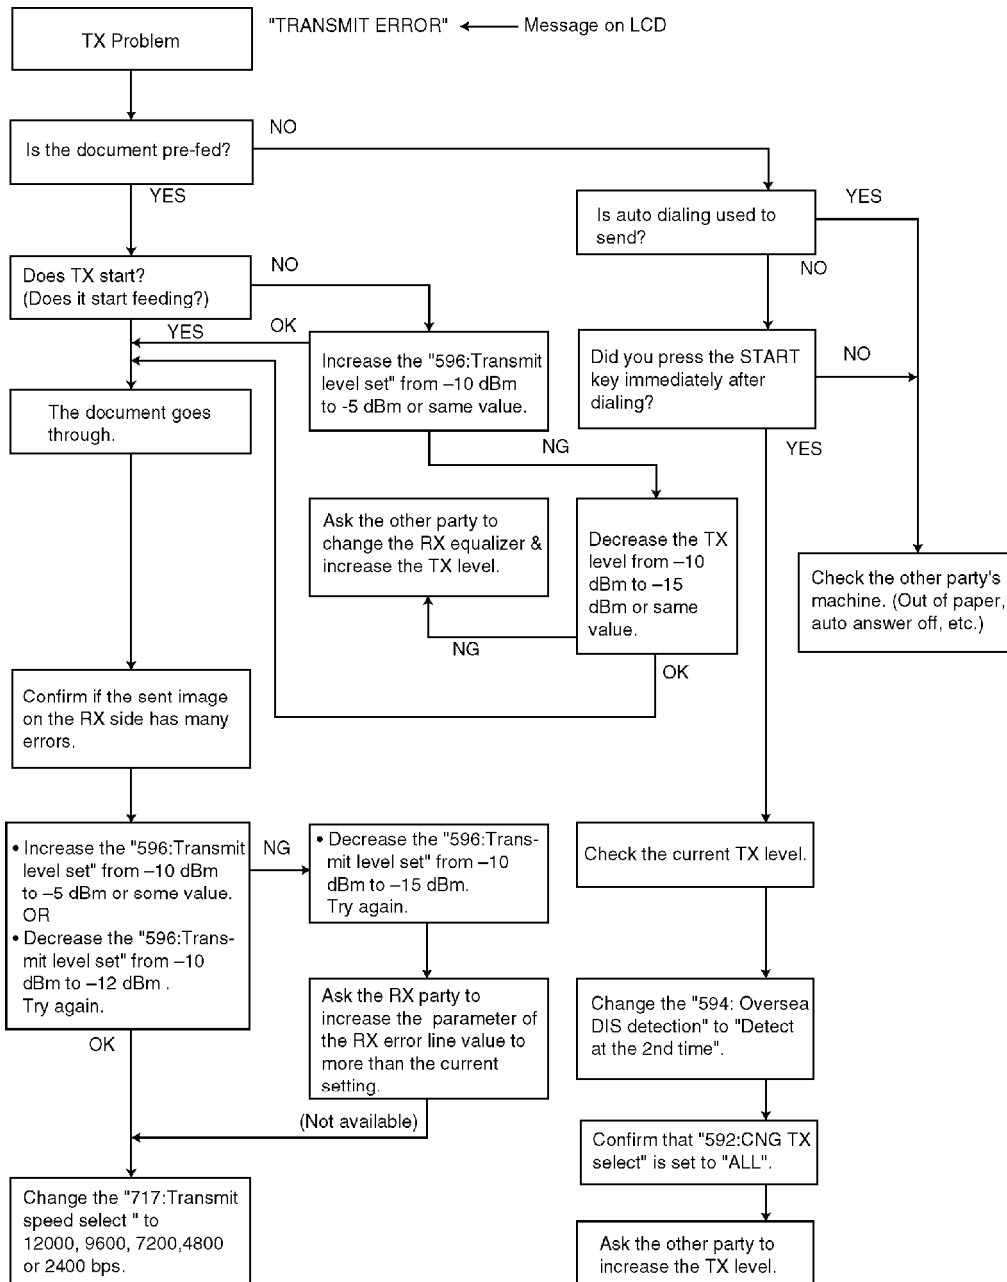 TX Problem
"TRANSMIT ERROR"
Message on LCD
Is the document pre-fed?
NO
YES
Is auto dialing used to
send?
YES
NO
Does TX start?
(Does it start feeding?)
NO
YES
OK
Increase the "596:Transmit
level set" from –10 dBm
to -5 dBm or same value.
NG
Did you press the START
key immediately after
dialing?
NO
YES
The document goes
through.
Ask the other party to
change the RX equalizer &
increase the TX level.
Decrease the TX
level from –10
dBm to –15
dBm or same
value.
NG
OK
Check the other party's
machine. (Out of paper,
auto answer off, etc.)
Confirm if the sent image
on the RX side has many
errors.
• Increase the "596:Transmit
level set" from –10 dBm
to –5 dBm or some value.
OR
• Decrease the "596:Trans-
mit level set" from –10
dBm to –12 dBm .
Try again.
NG
OK
• Decrease the "596:Trans-
mit level set" from –10
dBm to –15 dBm.
Try again.
Check the current TX level.
Ask the RX party to
increase the parameter of
the RX error line value to
more than the current
setting.
(Not available)
Change the "594: Oversea
DIS detection" to "Detect
at the 2nd time".
Confirm that "592:CNG TX
select" is set to "ALL".
Change the "717:Transmit
speed select " to
12000, 9600, 7200,4800
or 2400 bps.
Ask the other party to
increase the TX level.